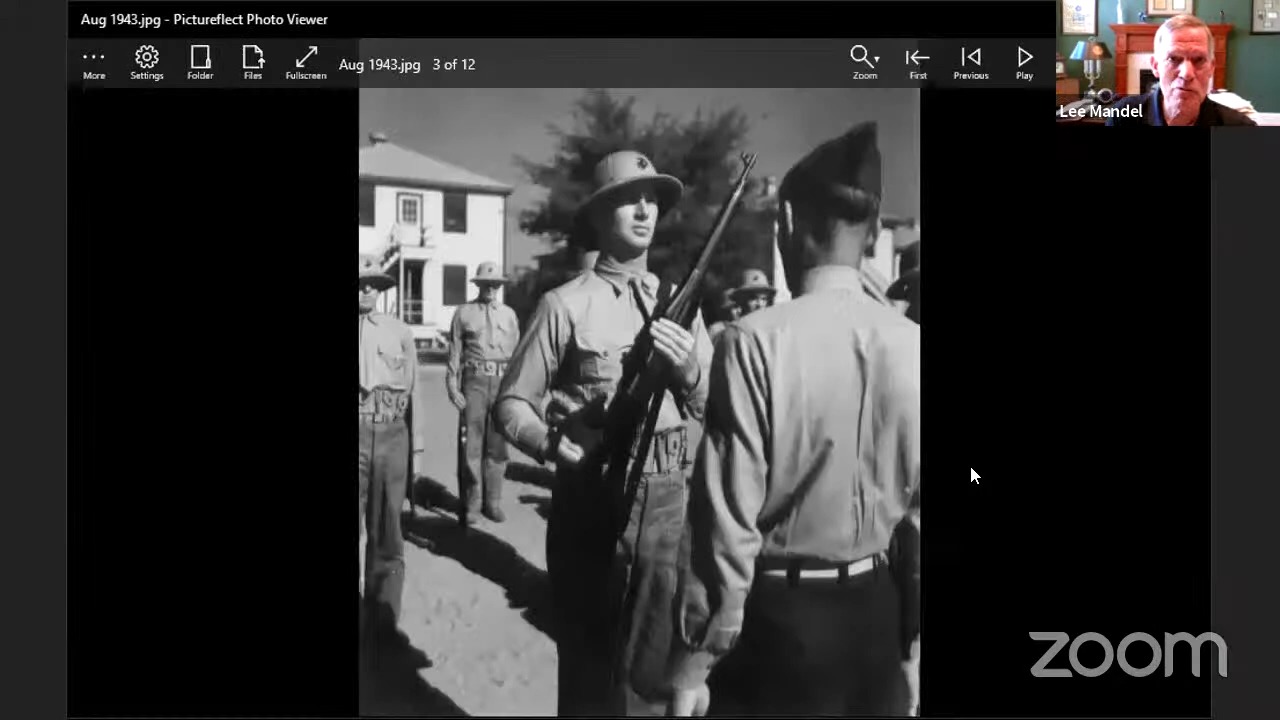 Aug 1943.jpg - Pictureflect Photo Viewer
More
Settings
Folder
Files
Fullscreen
Aug 1943.jpg 3 of 12
Zoom
First
Previous
Play
Lee Mandel
zoom